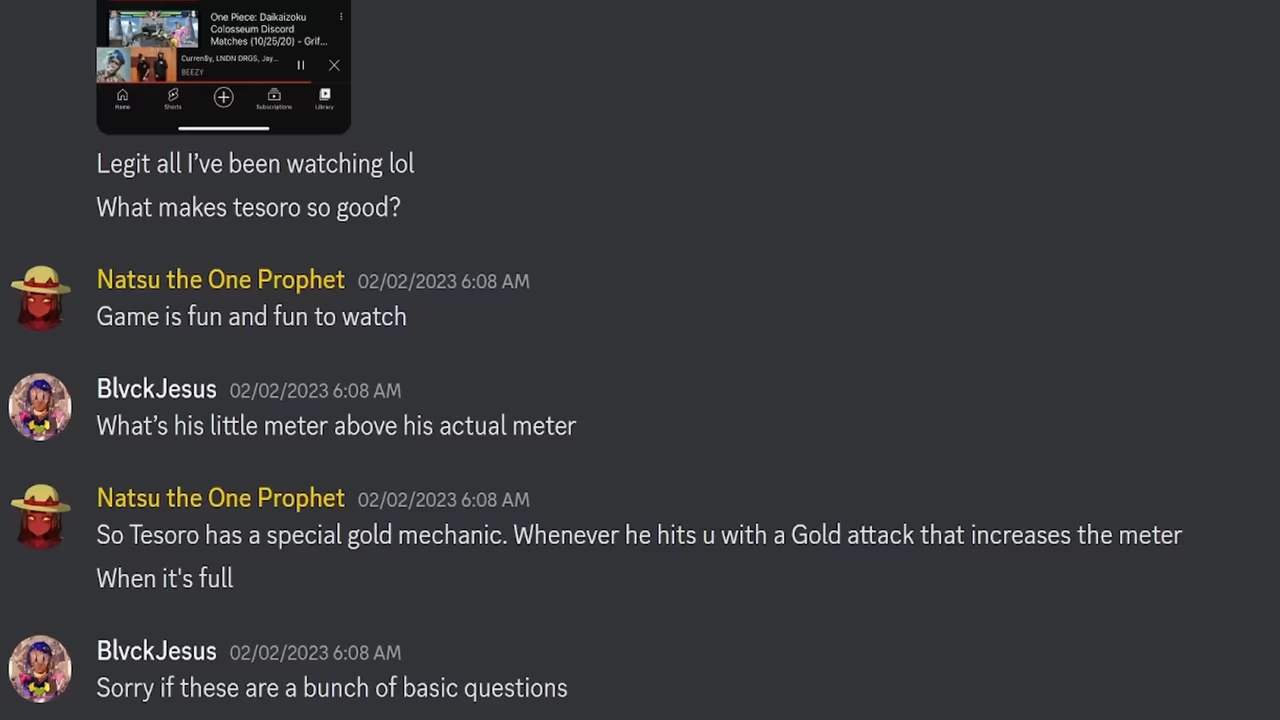 One Piece: Daikaizoku
Colosseum Discord
Matches (10/25/20) - Grif...
Curren$y, LNDN DRGS, Jay...
BEEZY
Home
Shorts
Subscriptions
Library
Legit all I’ve been watching lol
What makes tesoro so good?
Natsu the One Prophet 02/02/2023 6:08 AM
Game is fun and fun to watch
BlvckJesus 02/02/2023 6:08 AM
What’s his little meter above his actual meter
Natsu the One Prophet 02/02/2023 6:08 AM
So Tesoro has a special gold mechanic. Whenever he hits u with a Gold attack that increases the meter
When it's full
BlvckJesus 02/02/2023 6:08 AM
Sorry if these are a bunch of basic questions